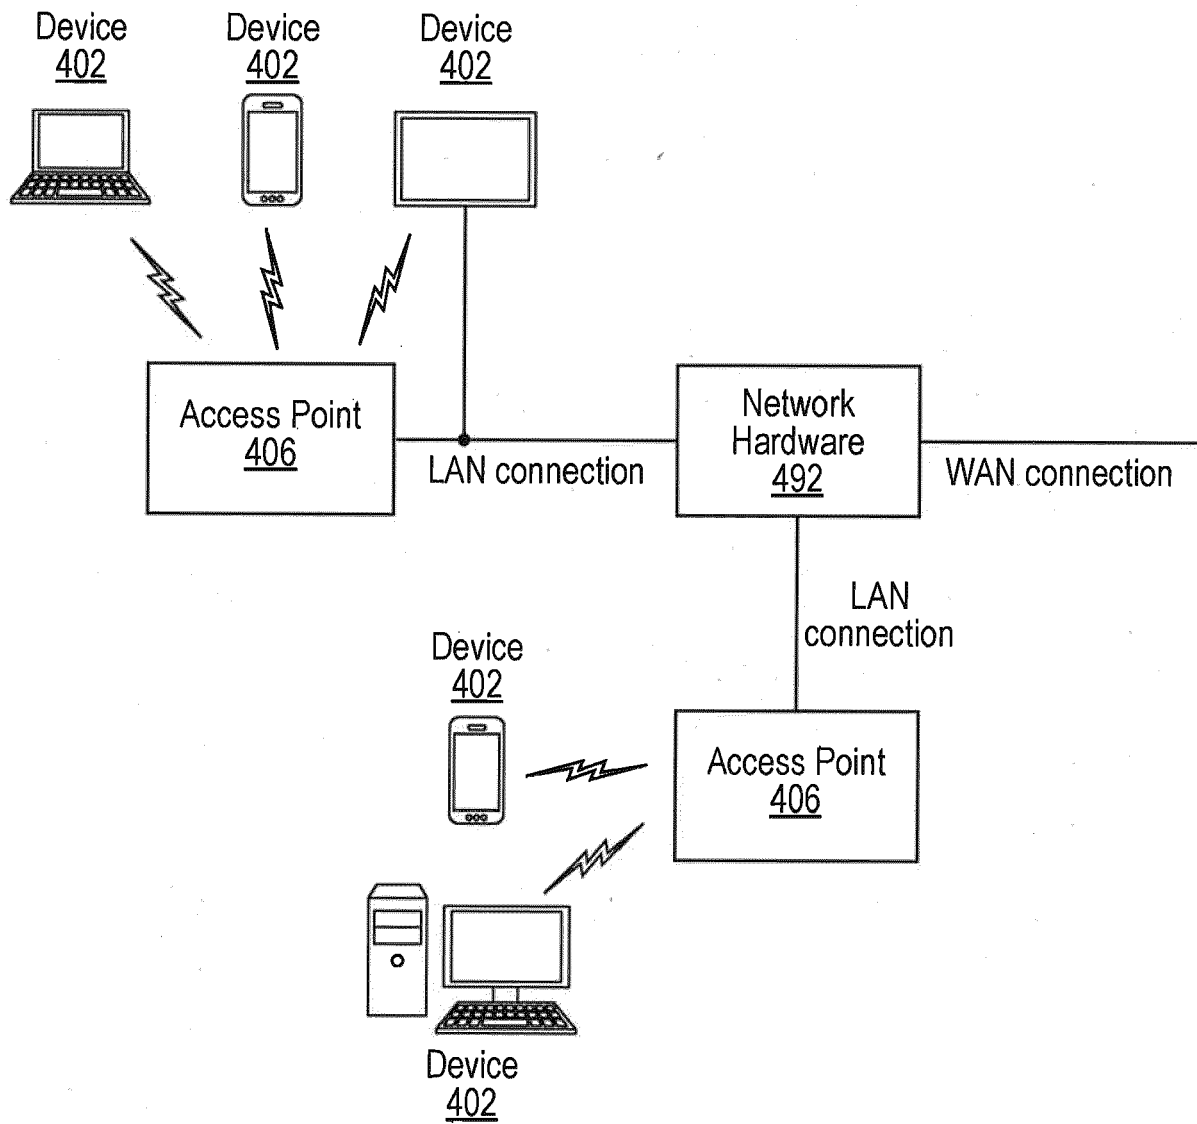 Device
402
Device
402
Device
402
Access Point
406
LAN connection
Network
Hardware
492
WAN connection
LAN
connection
Device
402
Access Point
406
Device
402